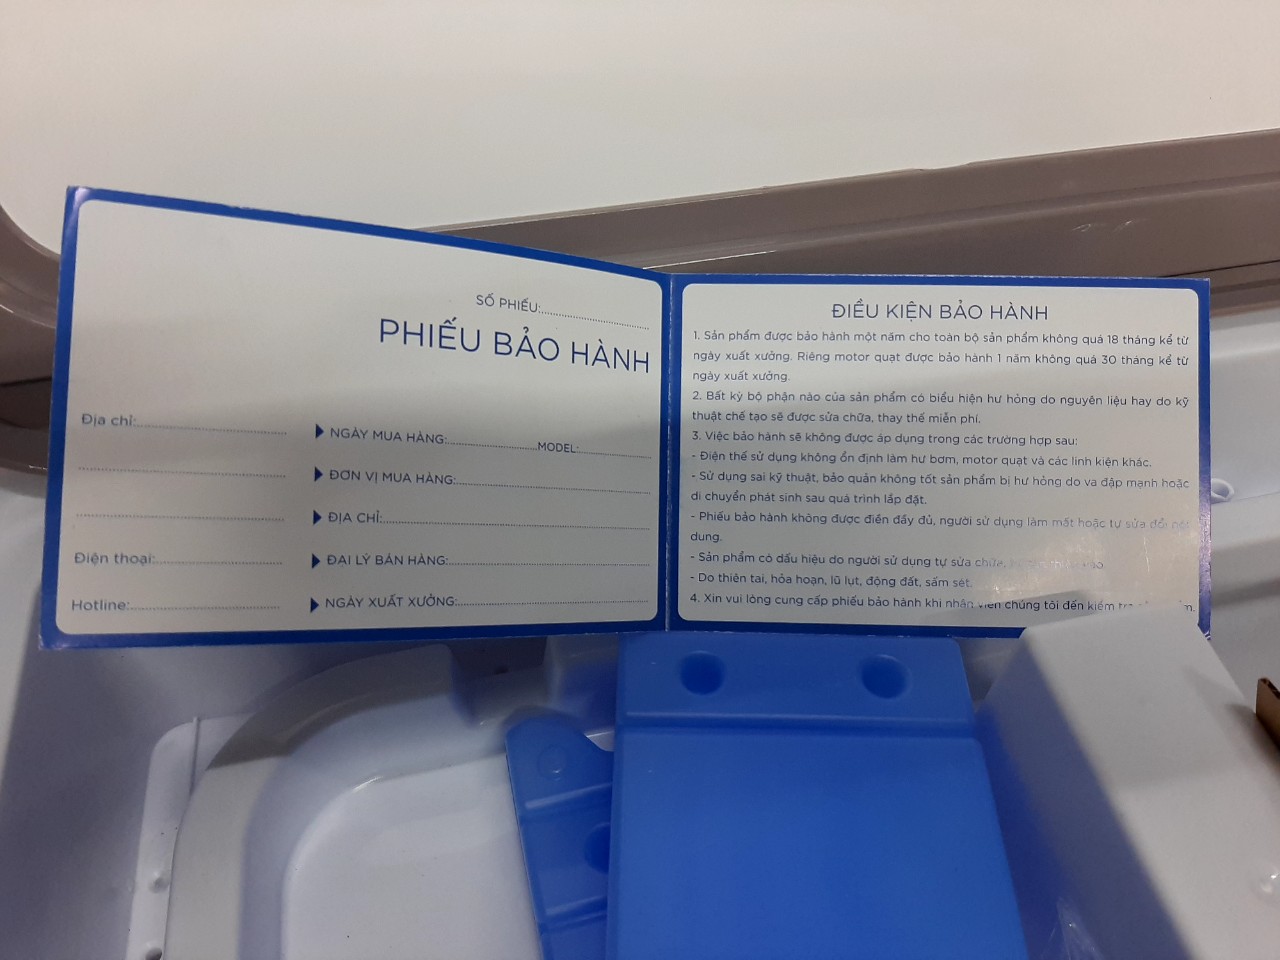 SỐ PHIẾU:
PHIẾU BẢO HÀNH
Địa chỉ:
Điện thoại:
Hotline:
NGÀY MUA HÀNG: MODEL:
ĐƠN VỊ MUA HÀNG:
ĐỊA CHỈ:
ĐẠI LÝ BÁN HÀNG:
NGÀY XUẤT XƯỞNG:
ĐIỀU KIỆN BẢO HÀNH
1. Sản phẩm được bảo hành một năm cho toàn bộ sản phẩm không quá 18 tháng kể từ
ngày xuất xưởng. Riêng motor quạt được bảo hành 1 năm không quá 30 tháng kể từ
ngày xuất xưởng.
2. Bất kỳ bộ phận nào của sản phẩm có biểu hiện hư hỏng do nguyên liệu hay do kỹ
thuật chế tạo sẽ được sửa chữa, thay thế miễn phí.
3. Việc bảo hành sẽ không được áp dụng trong các trường hợp sau:
- Điện thế sử dụng không ổn định làm hư bơm, motor quạt và các linh kiện khác.
- Sử dụng sai kỹ thuật, bảo quản không tốt sản phẩm bị hư hỏng do va đập mạnh hoặc
di chuyển phát sinh sau quá trình lắp đặt.
- Phiếu bảo hành không được điền đầy đủ, người sử dụng làm mất hoặc tự sửa đổi nội
dung.
- Sản phẩm có dấu hiệu do người sử dụng tự sửa chữa,
- Do thiên tai, hỏa hoạn, lũ lụt, động đất, sấm sét.
4. Xin vui lòng cung cấp phiếu bảo hành khi nhân viên chúng tôi đến kiểm tra